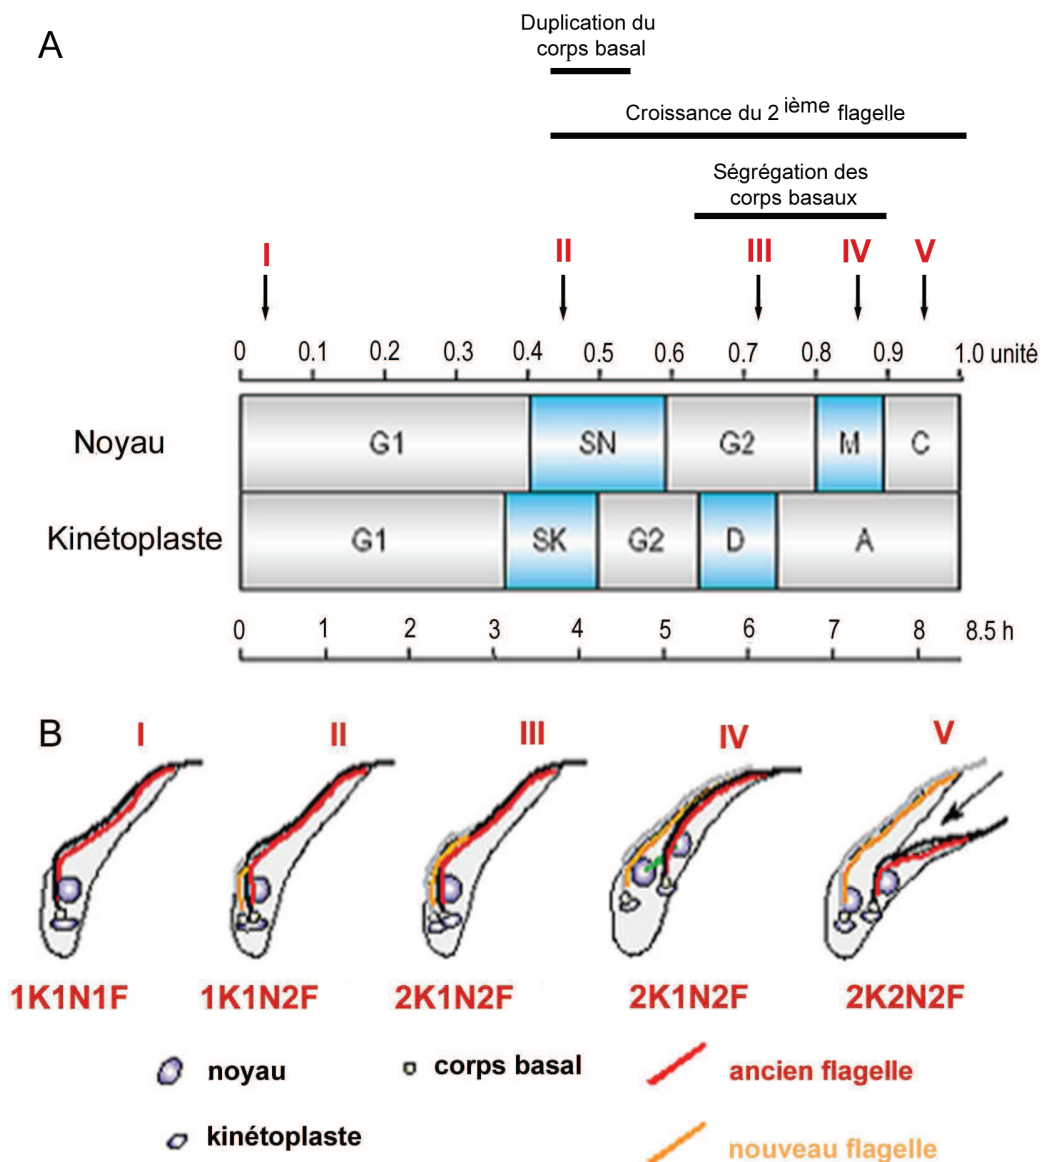 A
Duplication du
corps basal
Croissance du 2 ième flagelle
Ségrégation des
corps basaux
I II III IV V
0 0.1 0.2 0.3 0.4 0.5 0.6 0.7 0.8 0.9 1.0 unité
Noyau G1 SN G2 M C
Kinétoplaste G1 SK G2 D A
0 1 2 3 4 5 6 7 8 8.5 h
B I II III IV V
1K1N1F 1K1N2F 2K1N2F 2K1N2F 2K2N2F
noyau corps basal ancien flagelle
kinétoplaste nouveau flagelle